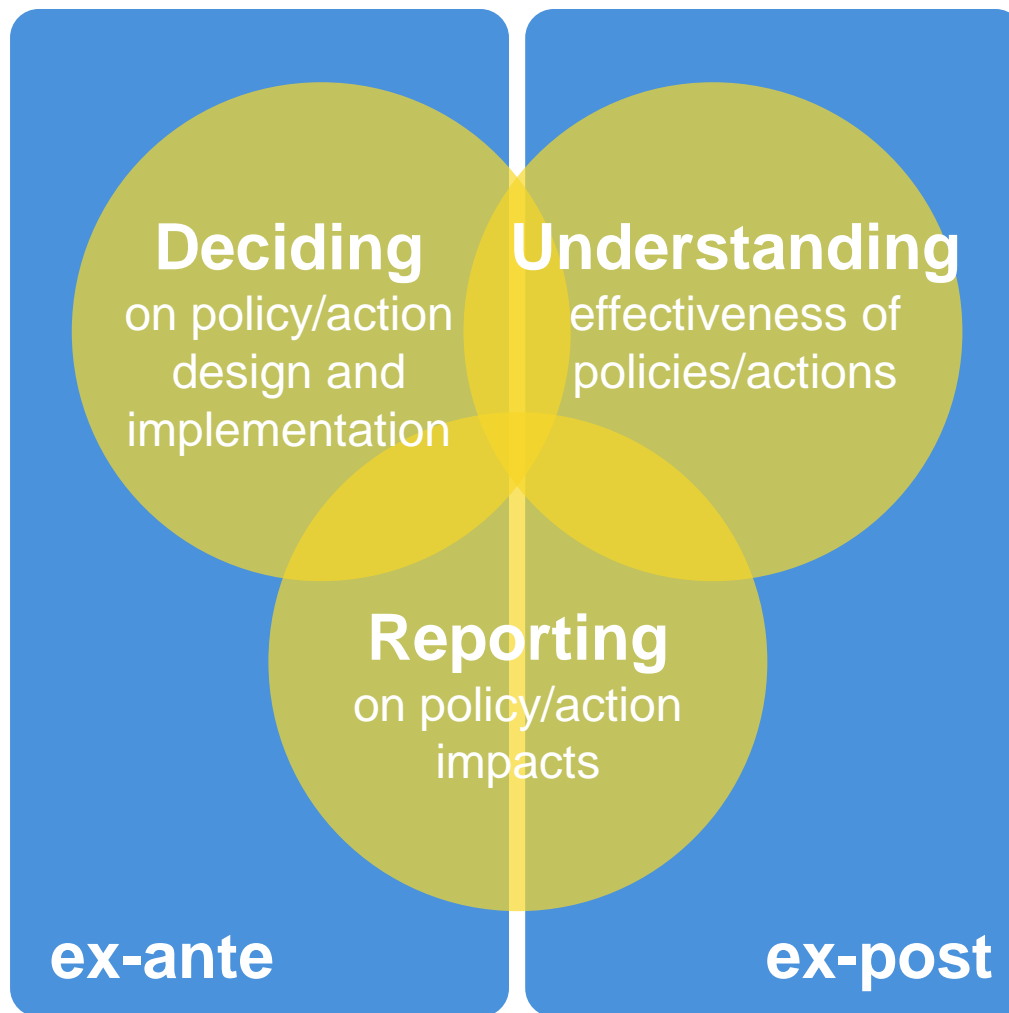 Deciding
on policy/action
design and
implementation
Understanding
effectiveness of
policies/actions
Reporting
on policy/action
impacts
ex-ante
ex-post